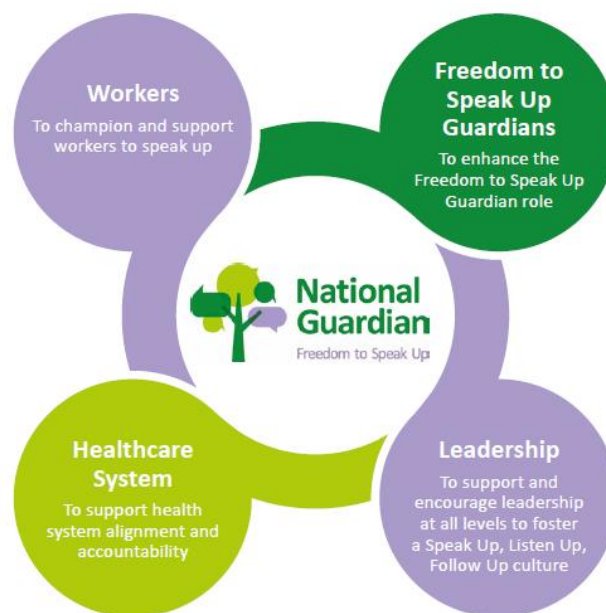 Workers
To champion and support
workers to speak up
Freedom to
Speak Up
Guardians
To enhance the
Freedom to Speak Up
Guardian role
National
Guardian
Freedom to Speak Up
Healthcare
System
To support health
system alignment and
accountability
Leadership
To support and
encourage leadership
at all levels to foster
a Speak Up, Listen Up,
Follow Up culture